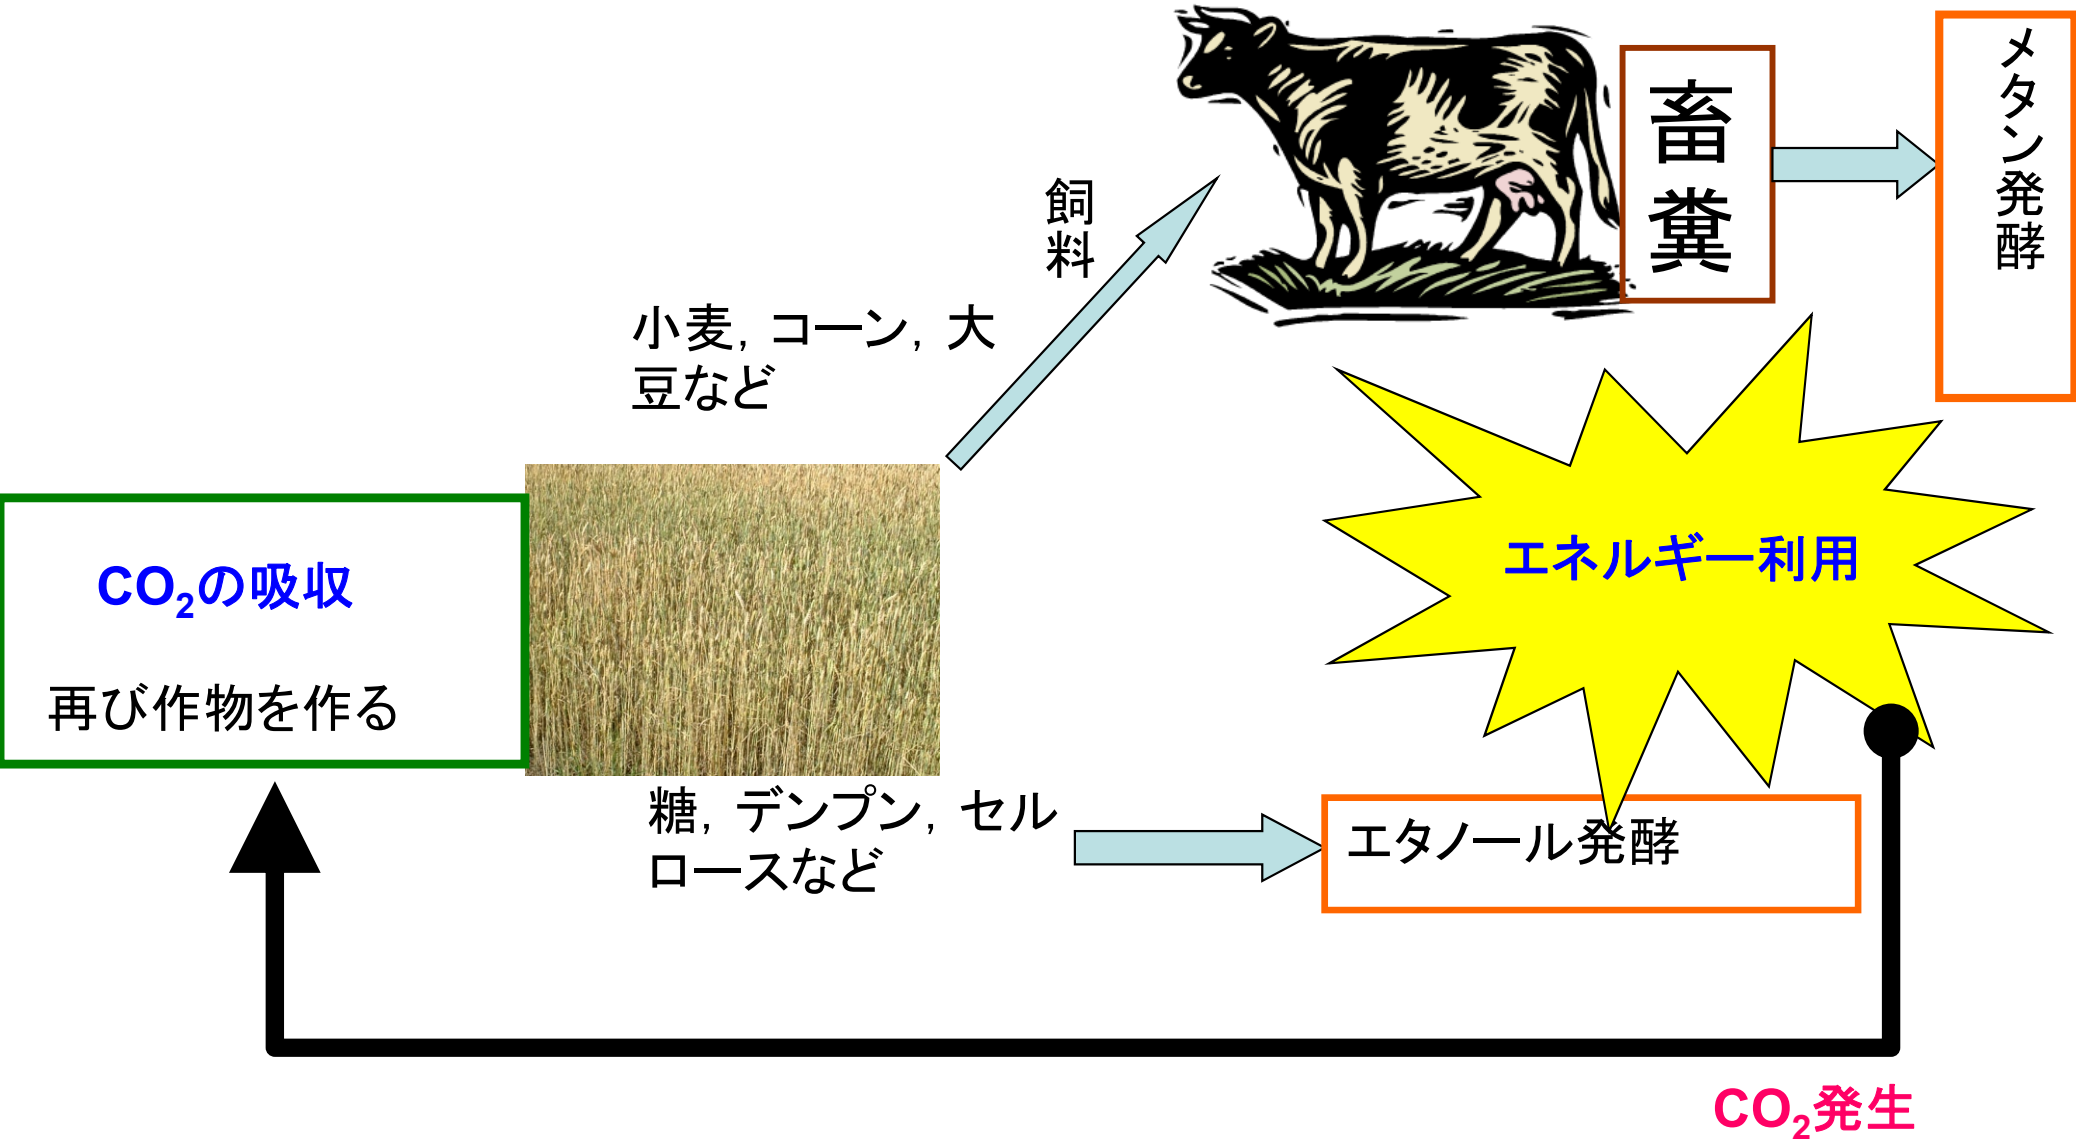 メタン発酵
畜糞
飼料
小麦，コーン，大
豆など
エネルギー利用
CO₂の吸収
再び作物を作る
糖，デンプン，セル
ロースなど
エタノール発酵
CO₂発生